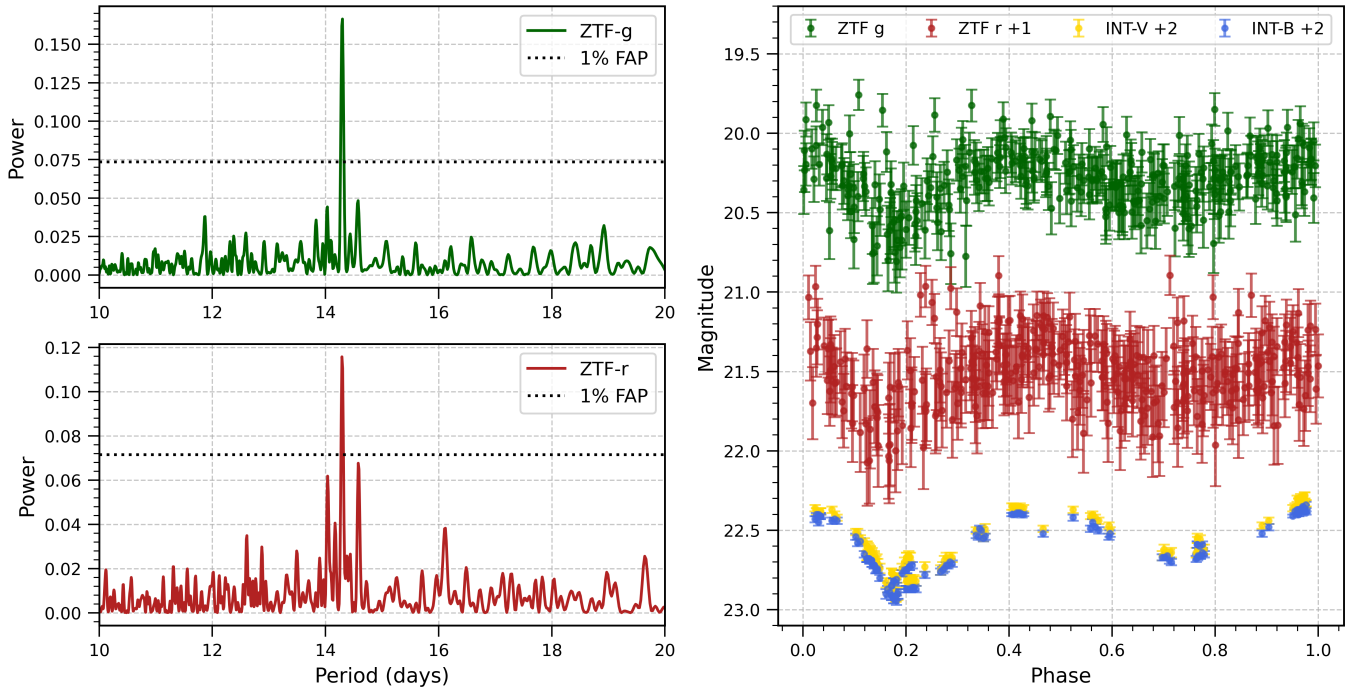 ZTF-g
1% FAP
Power
0.150
0.125
0.100
0.075
0.050
0.025
0.000
10 12 14 16 18 20
ZTF-r
1% FAP
Power
0.12
0.10
0.08
0.06
0.04
0.02
0.00
10 12 14 16 18 20
Period (days)
ZTF g ZTF r +1 INT-V +2 INT-B +2
Magnitude
19.5
20.0
20.5
21.0
21.5
22.0
22.5
23.0
0.0 0.2 0.4 0.6 0.8 1.0
Phase